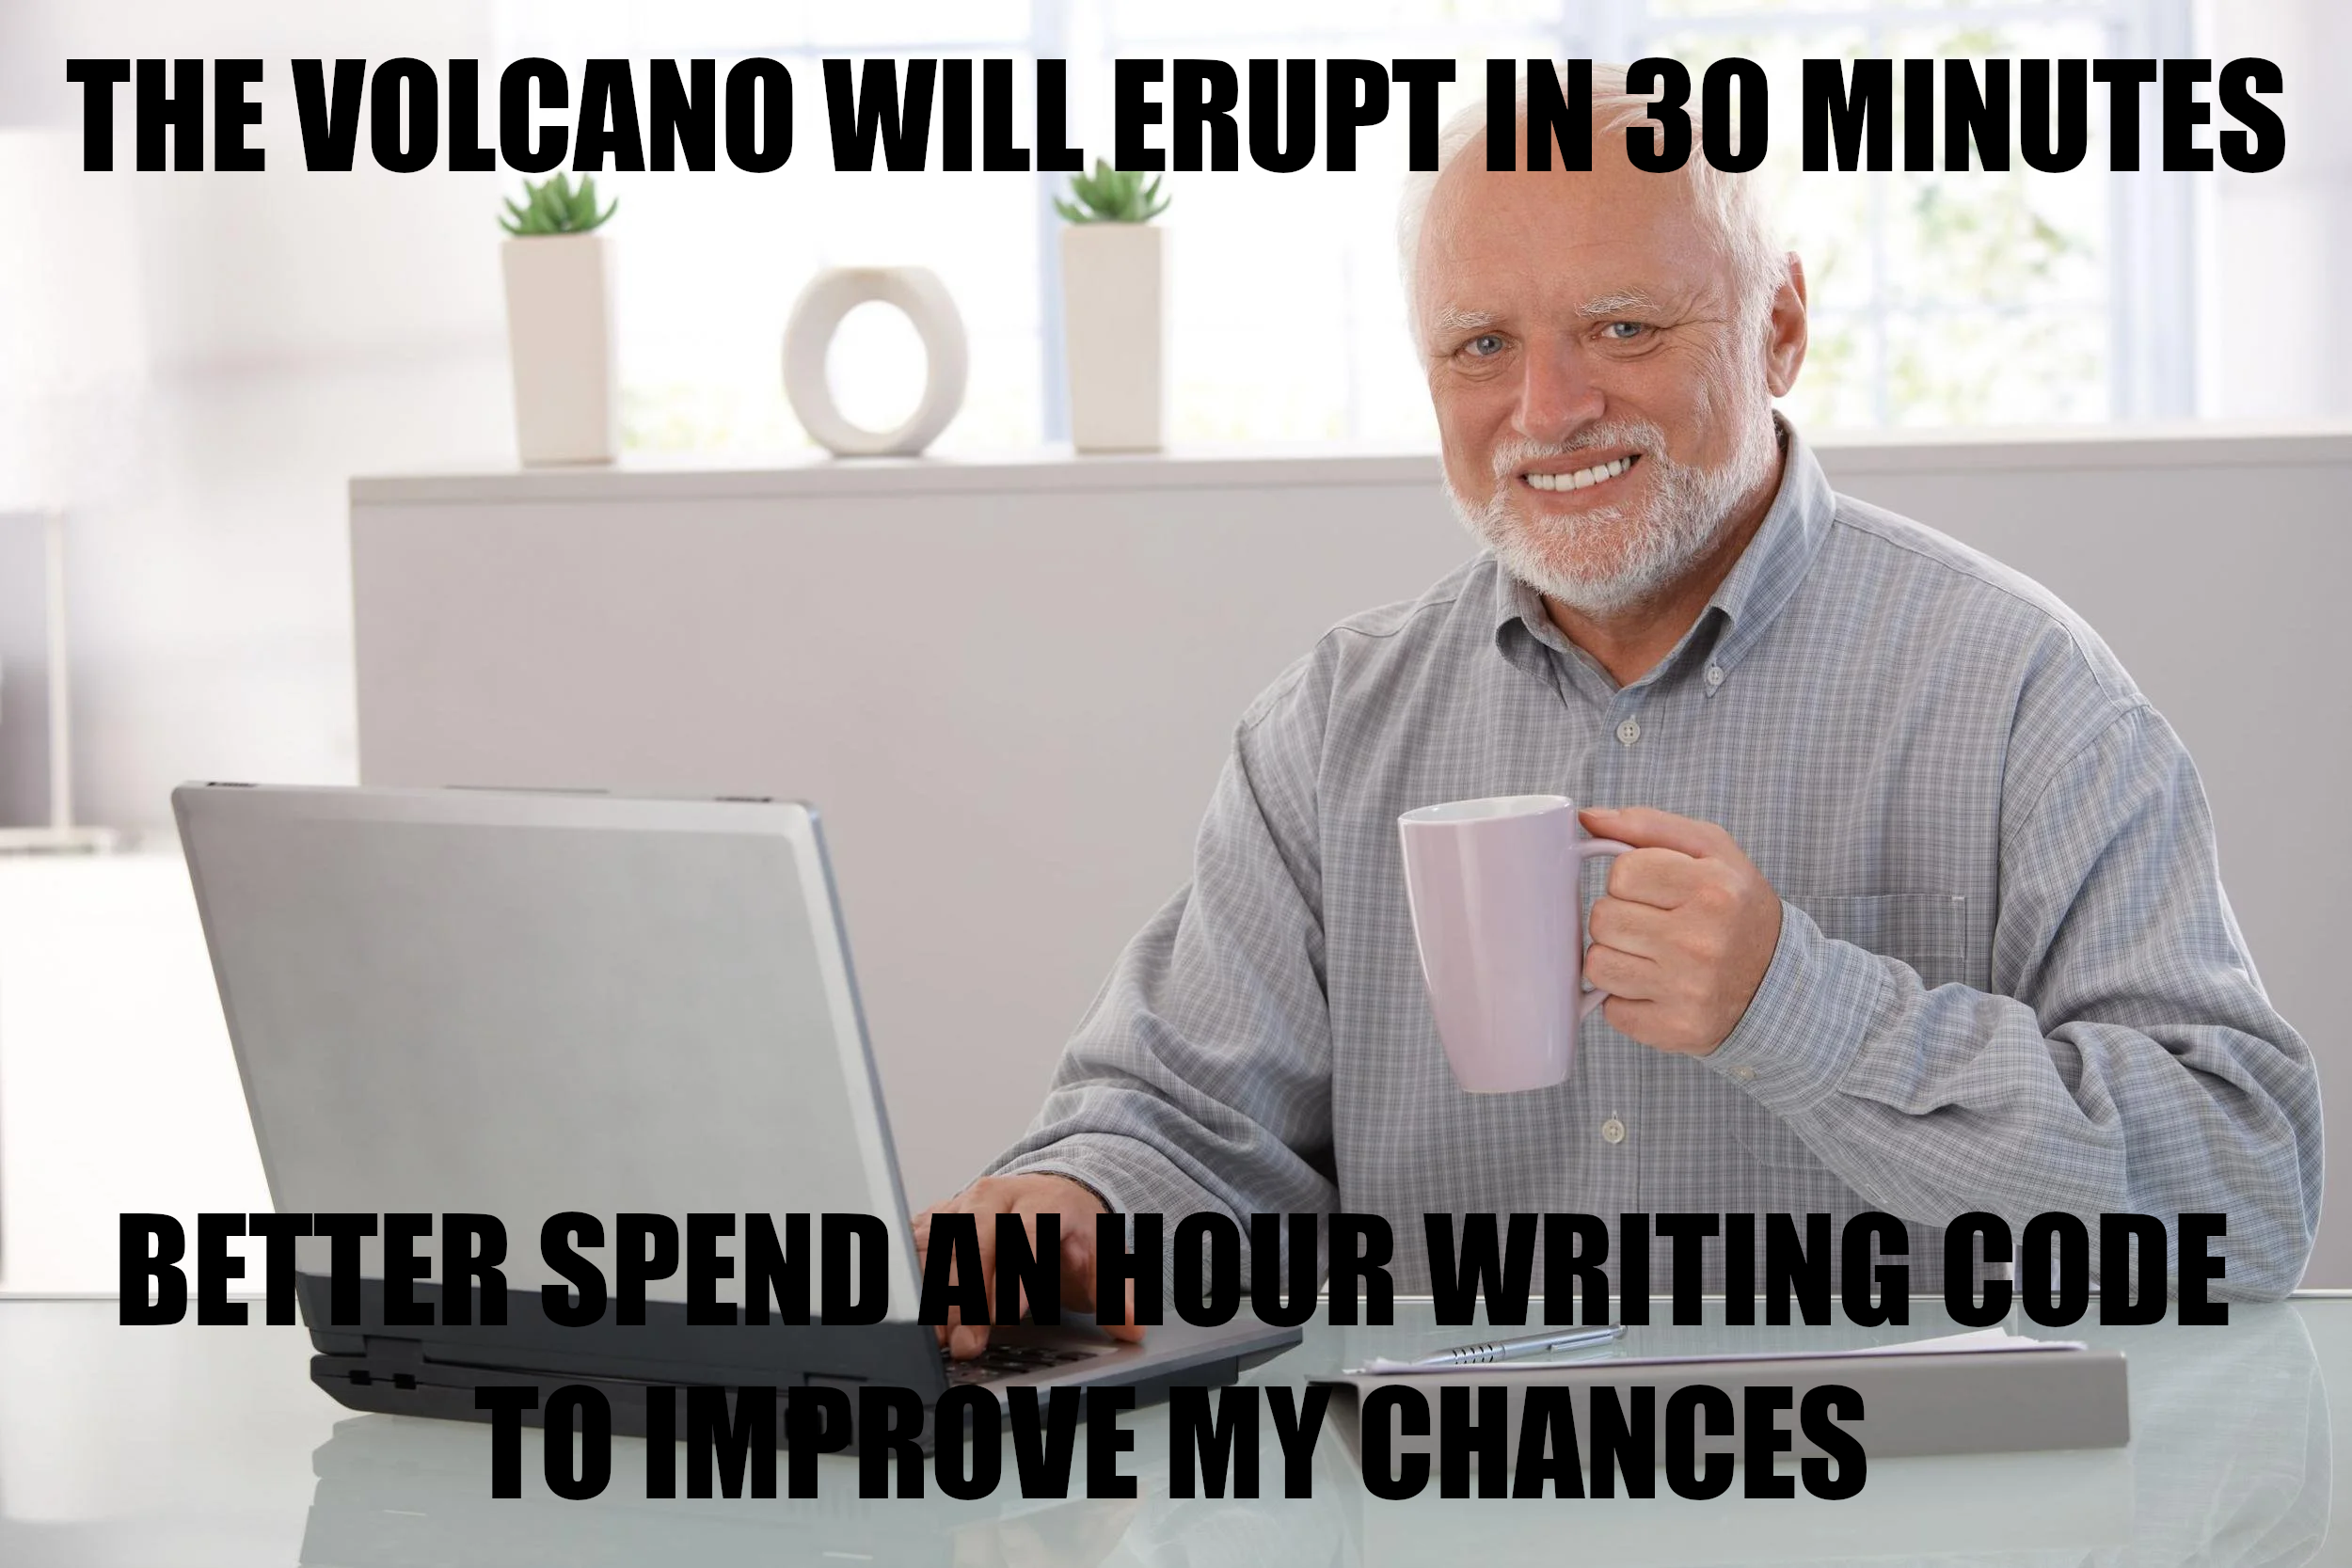 THE VOLCANO WILL ERUPT IN 30 MINUTES
BETTER SPEND AN HOUR WRITING CODE
TO IMPROVE MY CHANCES